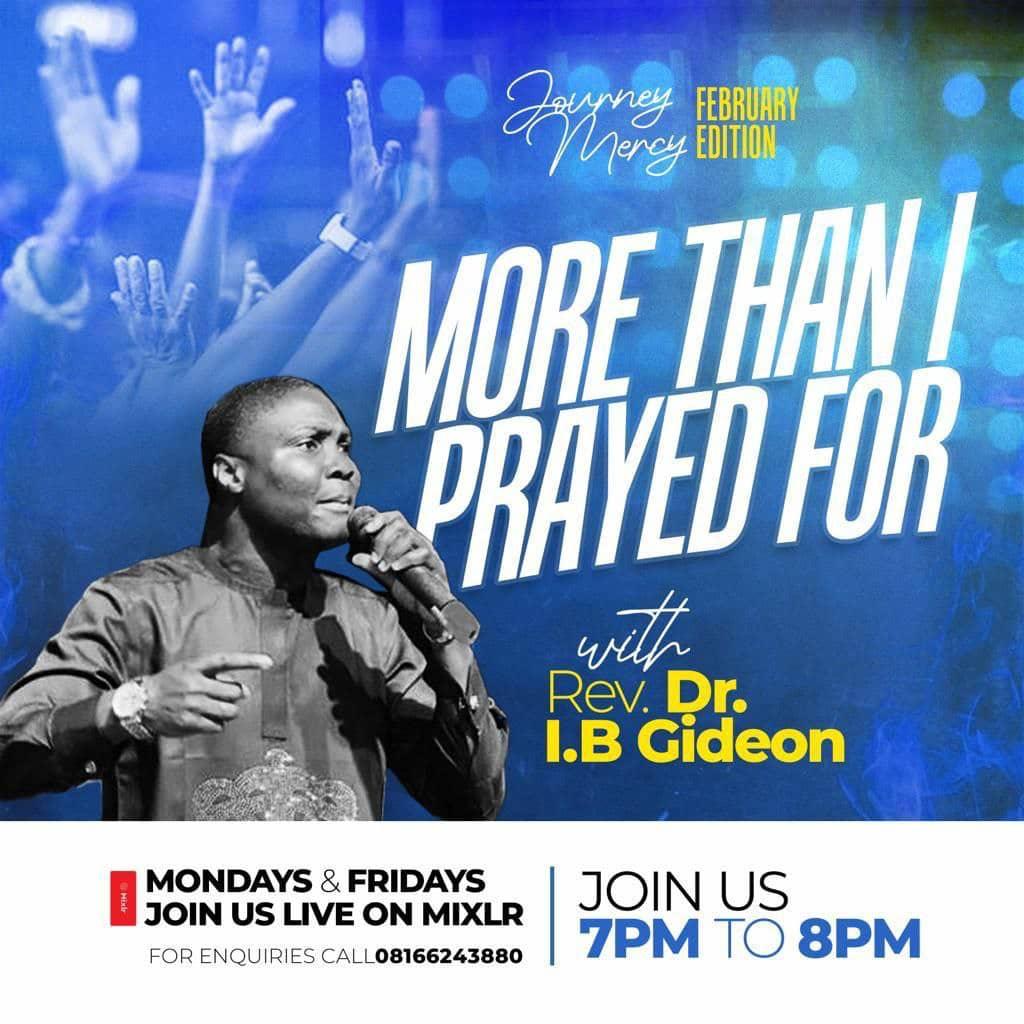 Journey
Mercy
FEBRUARY
EDITION
MORE THAN I
PRAYED FOR
with
Rev. Dr.
I.B Gideon
Mixlr
MONDAYS & FRIDAYS
JOIN US LIVE ON MIXLR
FOR ENQUIRIES CALL08166243880
JOIN US
7PM TO 8PM